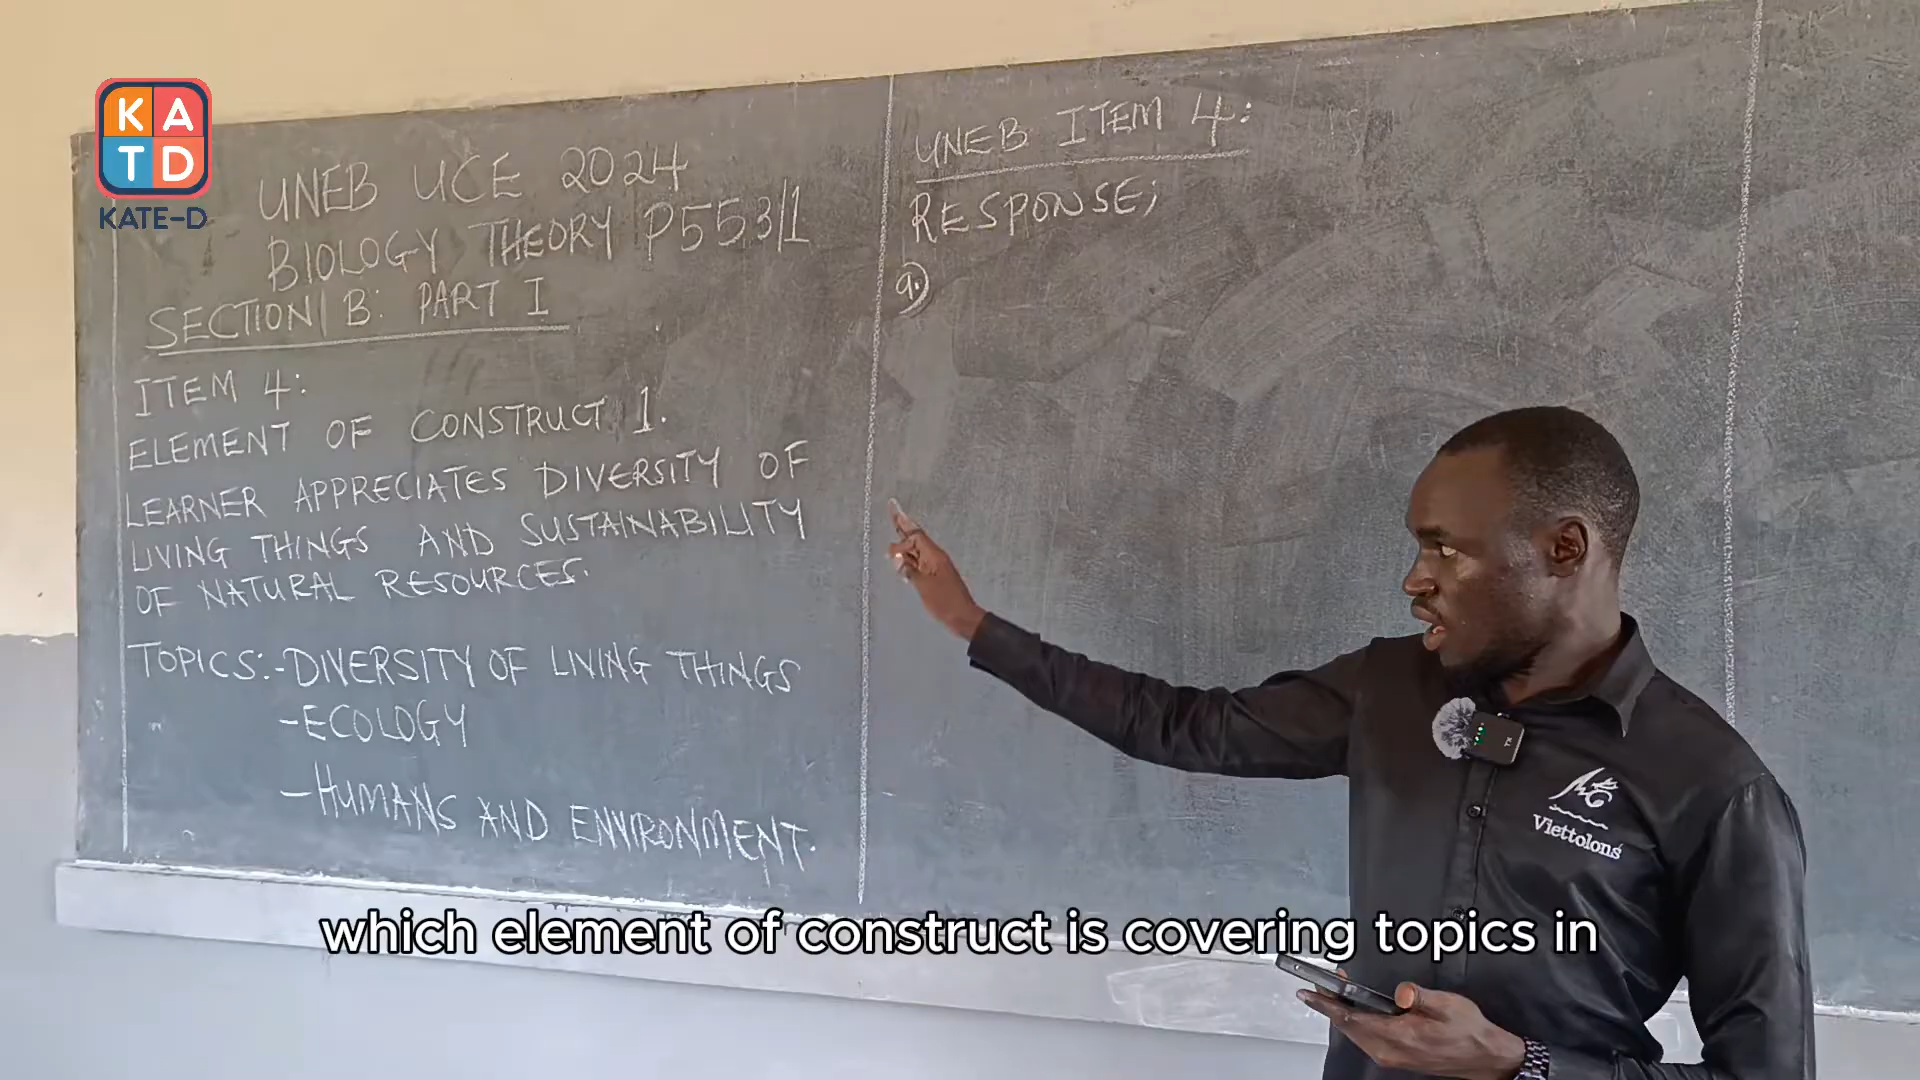 KATD
KATE-D
UNEB UCE 2024
BIOLOGY THEORY P553/1
SECTION B: PART I
ITEM 4:
ELEMENT OF CONSTRUCT 1.
LEARNER APPRECIATES DIVERSITY OF
LIVING THINGS AND SUSTAINABILITY
OF NATURAL RESOURCES.
TOPICS:-DIVERSITY OF LIVING THINGS
-ECOLOGY
-HUMANS AND ENVIRONMENT.
UNEB ITEM 4:
RESPONSE;
a.)
TX
Viettolons
which element of construct is covering topics in